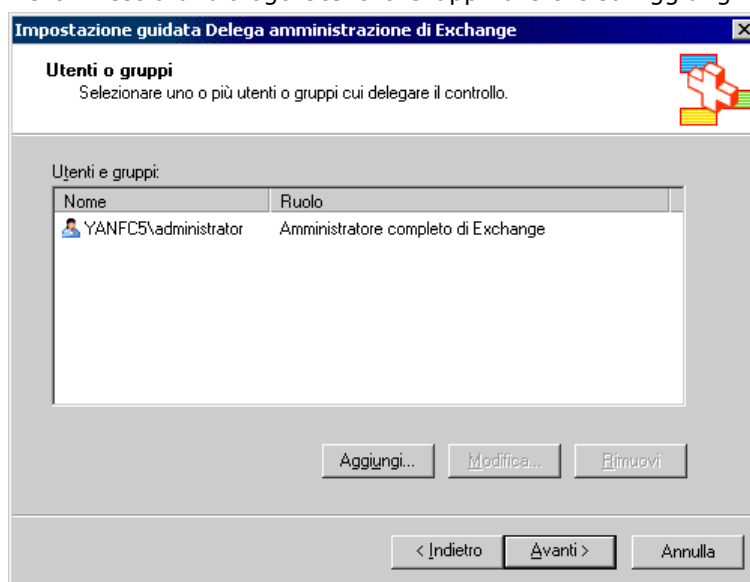 Impostazione guidata Delega amministrazione di Exchange
Utenti o gruppi
Selezionare uno o più utenti o gruppi cui delegare il controllo.
Utenti e gruppi:
Nome Ruolo
YANFC5\administrator Amministratore completo di Exchange
Aggiungi... Modifica... Rimuovi
< Indietro Avanti > Annulla